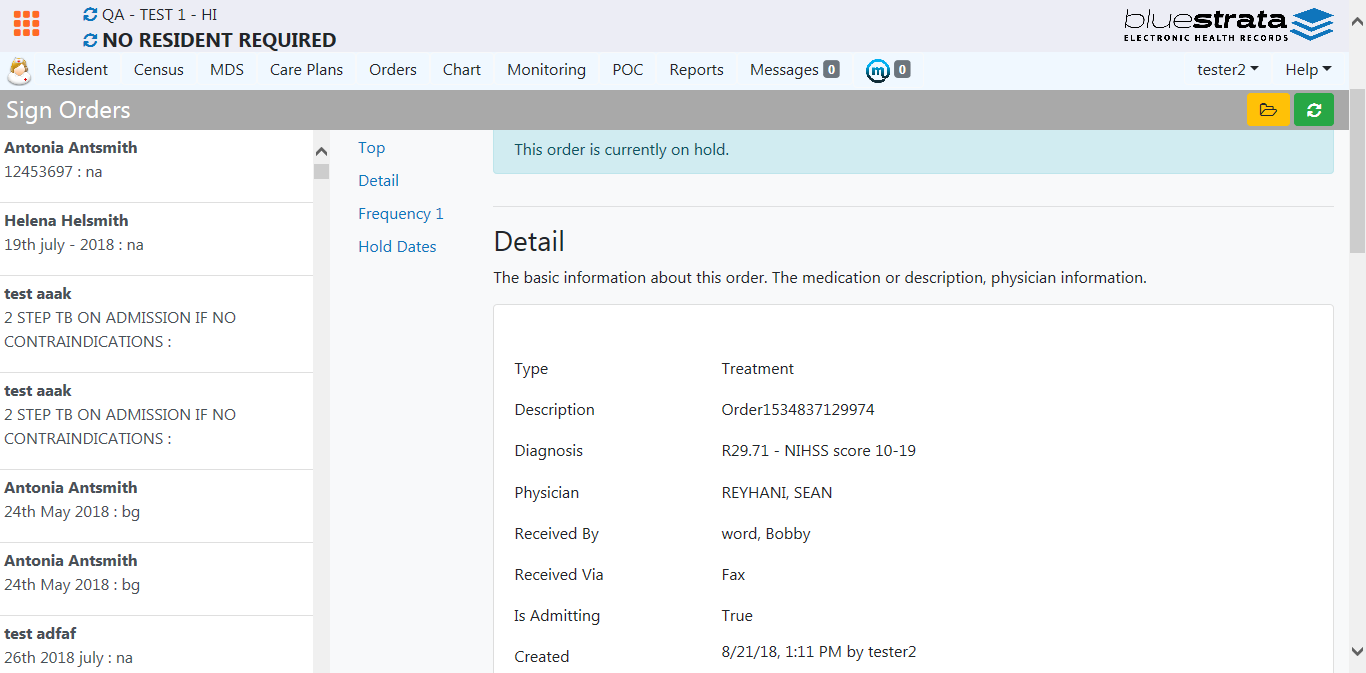 QA - TEST 1 - HI
NO RESIDENT REQUIRED
bluestrata
ELECTRONIC HEALTH RECORDS
Resident Census MDS Care Plans Orders Chart Monitoring POC Reports Messages 0 m 0 tester2 Help
Sign Orders
Antonia Antsmith
12453697 : na
Helena Helsmith
19th july - 2018 : na
test aaak
2 STEP TB ON ADMISSION IF NO
CONTRAINDICATIONS :
test aaak
2 STEP TB ON ADMISSION IF NO
CONTRAINDICATIONS :
Antonia Antsmith
24th May 2018 : bg
Antonia Antsmith
24th May 2018 : bg
test adfaf
26th 2018 july : na
Top
Detail
Frequency 1
Hold Dates
This order is currently on hold.
Detail
The basic information about this order. The medication or description, physician information.
Type Treatment
Description Order1534837129974
Diagnosis R29.71 - NIHSS score 10-19
Physician REYHANI, SEAN
Received By word, Bobby
Received Via Fax
Is Admitting True
Created 8/21/18, 1:11 PM by tester2